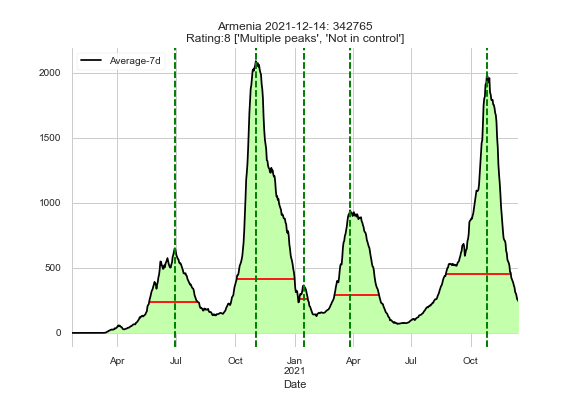 Armenia 2021-12-14: 342765
Rating:8 ['Multiple peaks', 'Not in control']
Average-7d
2000
1500
1000
500
0
Apr Jul Oct Jan Apr Jul Oct
2021
Date